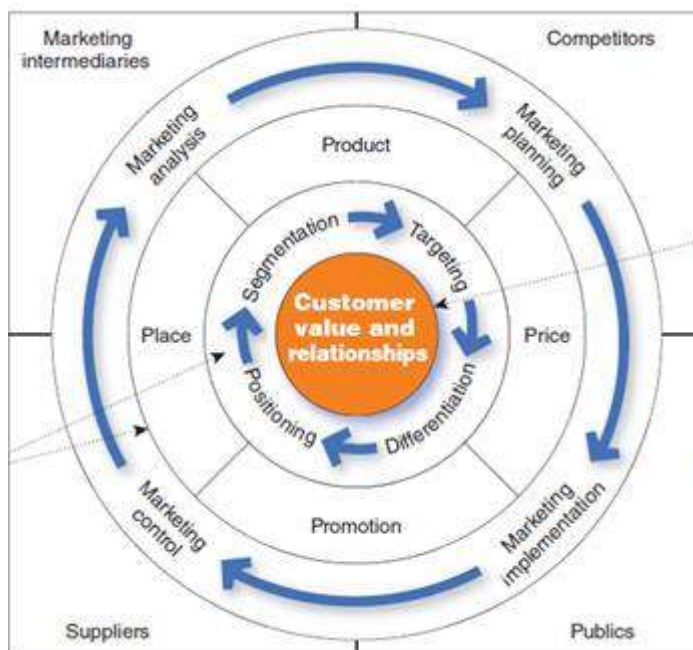 Marketing
intermediaries
Competitors
Marketing
analysis
Marketing
planning
Product
Segmentation
Targeting
Customer
value and
relationships
Place
Price
Positioning
Differentiation
Promotion
Marketing
control
Marketing
implementation
Suppliers
Publics